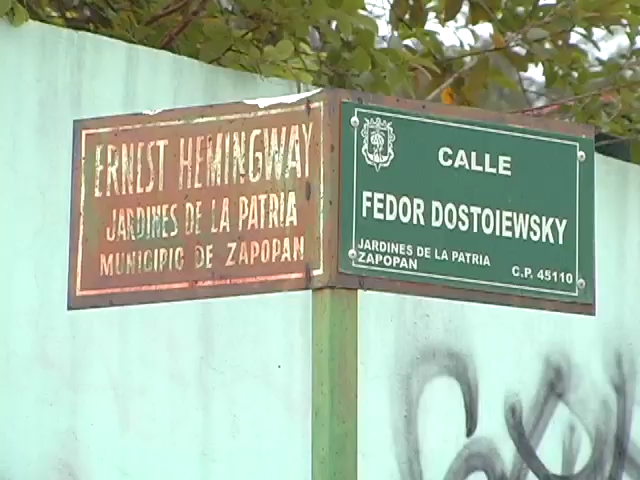 ERNEST HEMINGWAY
JARDINES DE LA PATRIA
MUNICIPIO DE ZAPOPAN
CALLE
FEDOR DOSTOIEWSKY
JARDINES DE LA PATRIA
ZAPOPAN
C.P. 45110